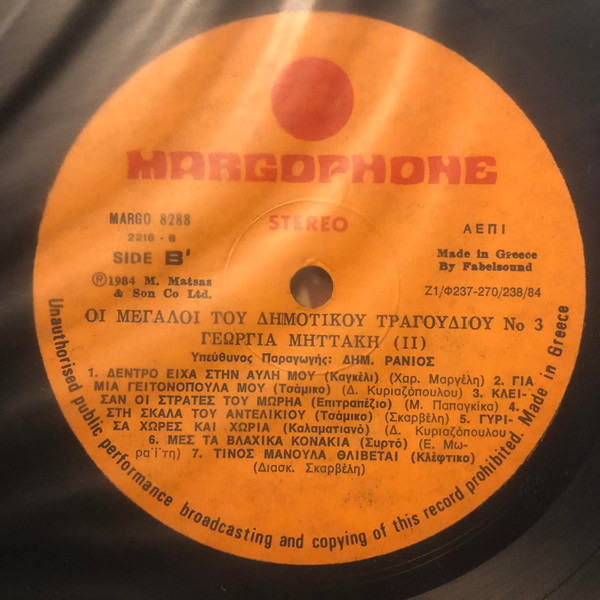 MARGOPHONE
MARGO 8288
2216 - B
SIDE B'
Ⓟ1984 M. Matsas
& Son Co Ltd.
STEREO
ΑΕΠΙ
Made in Greece
By Fabelsound
Z1/Φ237-270/238/84
ΟΙ ΜΕΓΑΛΟΙ ΤΟΥ ΔΗΜΟΤΙΚΟΥ ΤΡΑΓΟΥΔΙΟΥ Νο 3
ΓΕΩΡΓΙΑ ΜΗΤΤΑΚΗ (ΙΙ)
Υπεύθυνος Παραγωγής: ΔΗΜ. ΡΑΝΙΟΣ
1. ΔΕΝΤΡΟ ΕΙΧΑ ΣΤΗΝ ΑΥΛΗ ΜΟΥ (Καγκέλι) (Χαρ. Μαργέλη) 2. ΓΙΑ
ΜΙΑ ΓΕΙΤΟΝΟΠΟΥΛΑ ΜΟΥ (Τσάμικο) (Δ. Κυριαζόπουλου) 3. ΚΛΕΙ-
ΣΑΝ ΟΙ ΣΤΡΑΤΕΣ ΤΟΥ ΜΩΡΗΑ (Επιτραπέζιο) (Μ. Παπαγκίκα) 4.
ΣΤΗ ΣΚΑΛΑ ΤΟΥ ΑΝΤΕΛΙΚΙΟΥ (Τσάμικο) (Σκαρβέλη) 5. ΓΥΡΙ-
ΣΑ ΧΩΡΕΣ ΚΑΙ ΧΩΡΙΑ (Καλαματιανό) (Δ. Κυριαζόπουλου
6. ΜΕΣ ΤΑ ΒΛΑΧΙΚΑ ΚΟΝΑΚΙΑ (Συρτό) (Ε. Μω-
ραΐτη) 7. ΤΙΝΟΣ ΜΑΝΟΥΛΑ ΘΛΙΒΕΤΑΙ (Κλέφτικο)
(Διασκ. Σκαρβέλη)
Unauthorised public performance broadcasting and copying of this record prohibited. Made in Greece